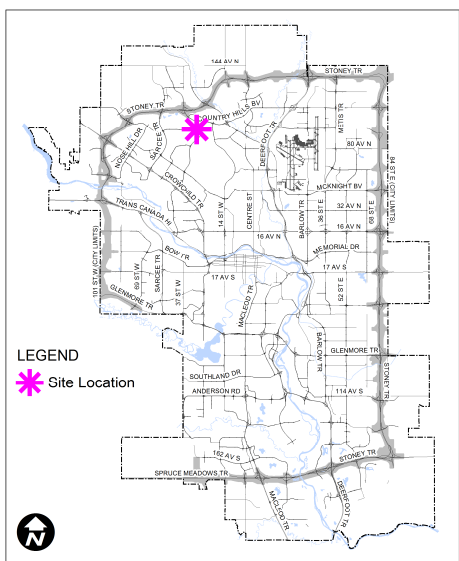 144 AV N
STONEY TR
STONEY TR
COUNTRY HILLS BV
NOSEHILL DR
SARCEE TR
DEERFOOT TR
METIS TR
80 AV N
84 ST E (CITY LIMITS)
CROWCHILD TR
MCKNIGHT BV
TRANS CANADA HI
14 ST W
CENTRE ST
BARLOW TR
36 ST E
32 AV N
68 ST E
16 AV N
16 AV N
BOW TR
MEMORIAL DR
101 ST W (CITY LIMITS)
69 ST W
SARCEE TR
37 ST W
17 AV S
17 AV S
MACLEOD TR
52 ST E
GLENMORE TR
BARLOW TR
GLENMORE TR
STONEY TR
LEGEND
Site Location
SOUTHLAND DR
ANDERSON RD
114 AV S
162 AV S
STONEY TR
SPRUCE MEADOWS TR
MACLEOD TR
DEERFOOT TR
N